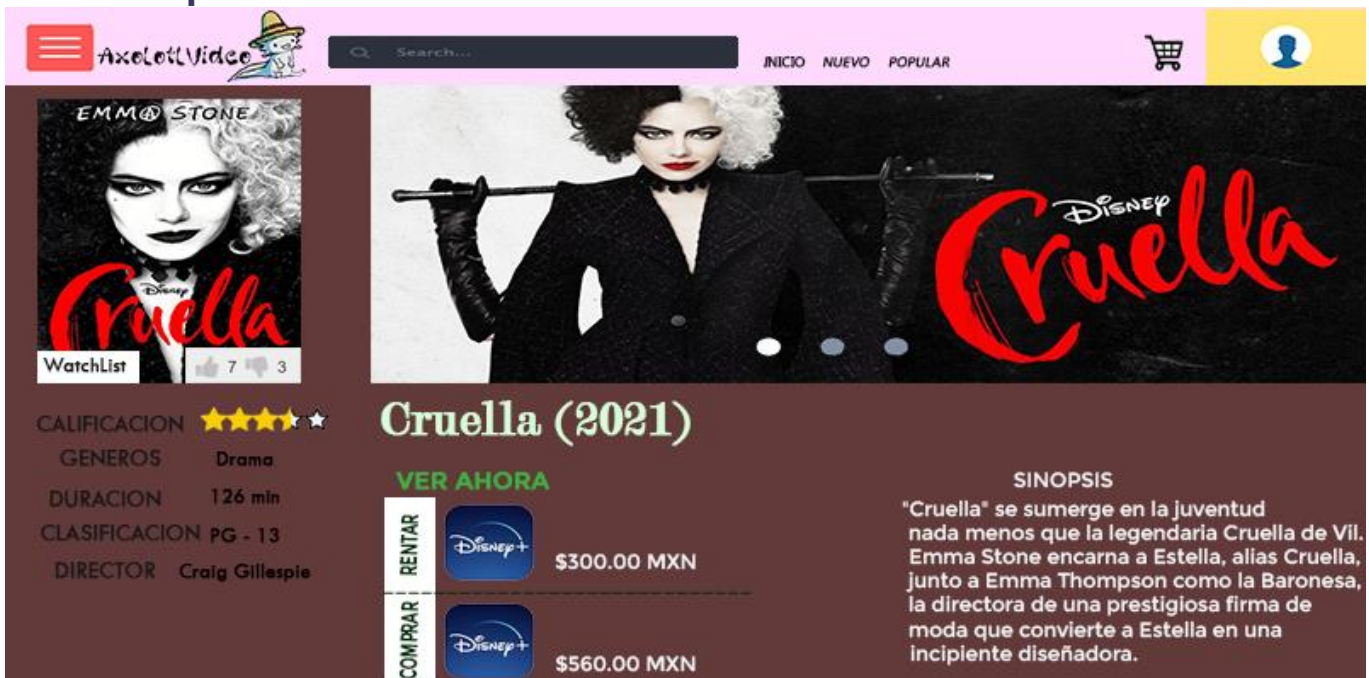 AxolotlVideo
Search...
INICIO NUEVO POPULAR
EMMA STONE
Disney
Cruella
WatchList
7 3
Disney
Cruella
CALIFICACION
GENEROS Drama
DURACION 126 min
CLASIFICACION PG - 13
DIRECTOR Craig Gillespie
Cruella (2021)
VER AHORA
RENTAR
Disney+
$300.00 MXN
COMPRAR
Disney+
$560.00 MXN
SINOPSIS
"Cruella" se sumerge en la juventud
nada menos que la legendaria Cruella de Vil.
Emma Stone encarna a Estella, alias Cruella,
junto a Emma Thompson como la Baronesa,
la directora de una prestigiosa firma de
moda que convierte a Estella en una
incipiente diseñadora.